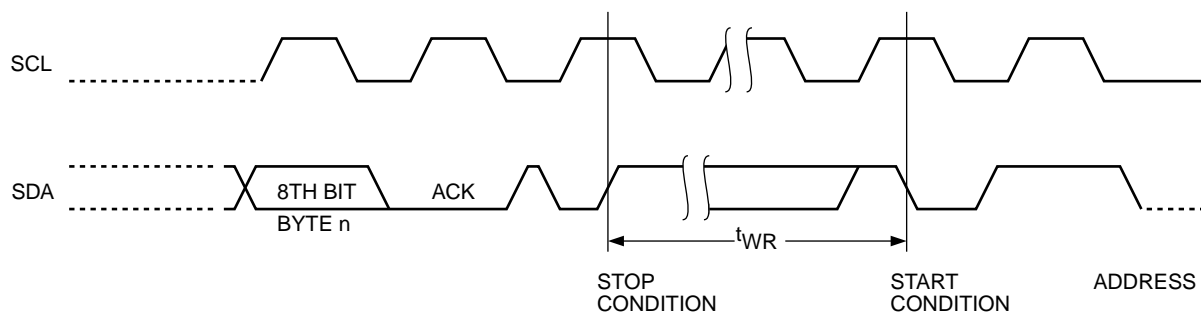 SCL
SDA
8TH BIT
BYTE n
ACK
tWR
STOP
CONDITION
START
CONDITION
ADDRESS